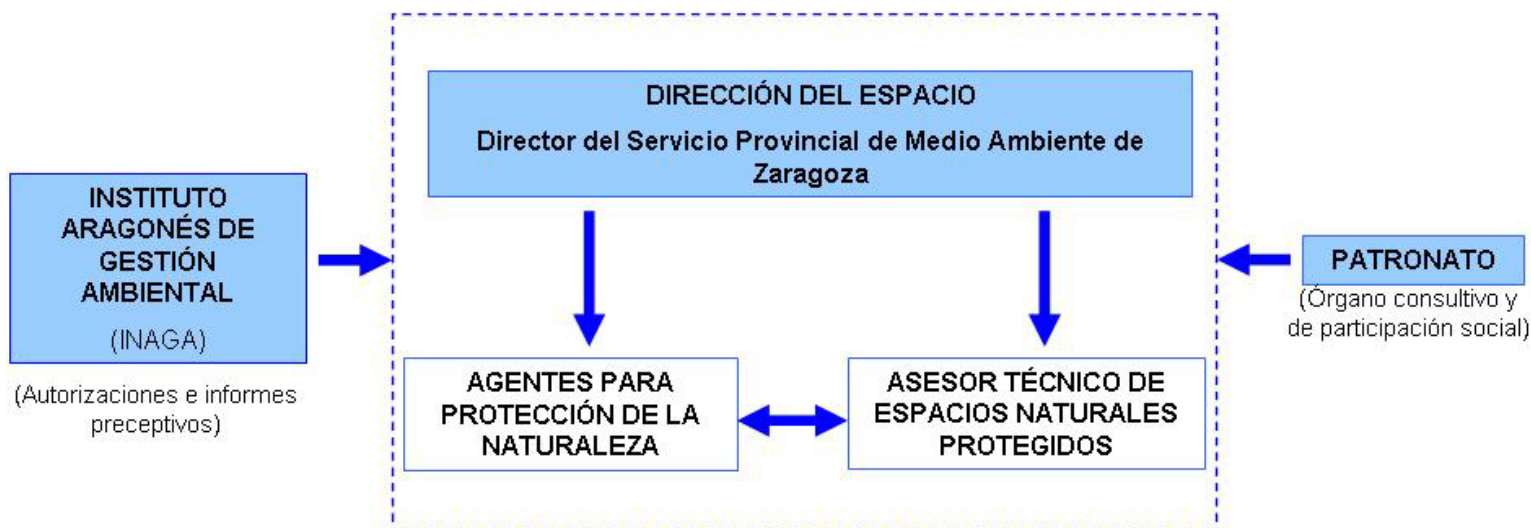 DIRECCIÓN DEL ESPACIO
Director del Servicio Provincial de Medio Ambiente de
Zaragoza
INSTITUTO
ARAGONÉS DE
GESTIÓN
AMBIENTAL
(INAGA)
(Autorizaciones e informes
preceptivos)
PATRONATO
(Órgano consultivo y
de participación social)
AGENTES PARA
PROTECCIÓN DE LA
NATURALEZA
ASESOR TÉCNICO DE
ESPACIOS NATURALES
PROTEGIDOS